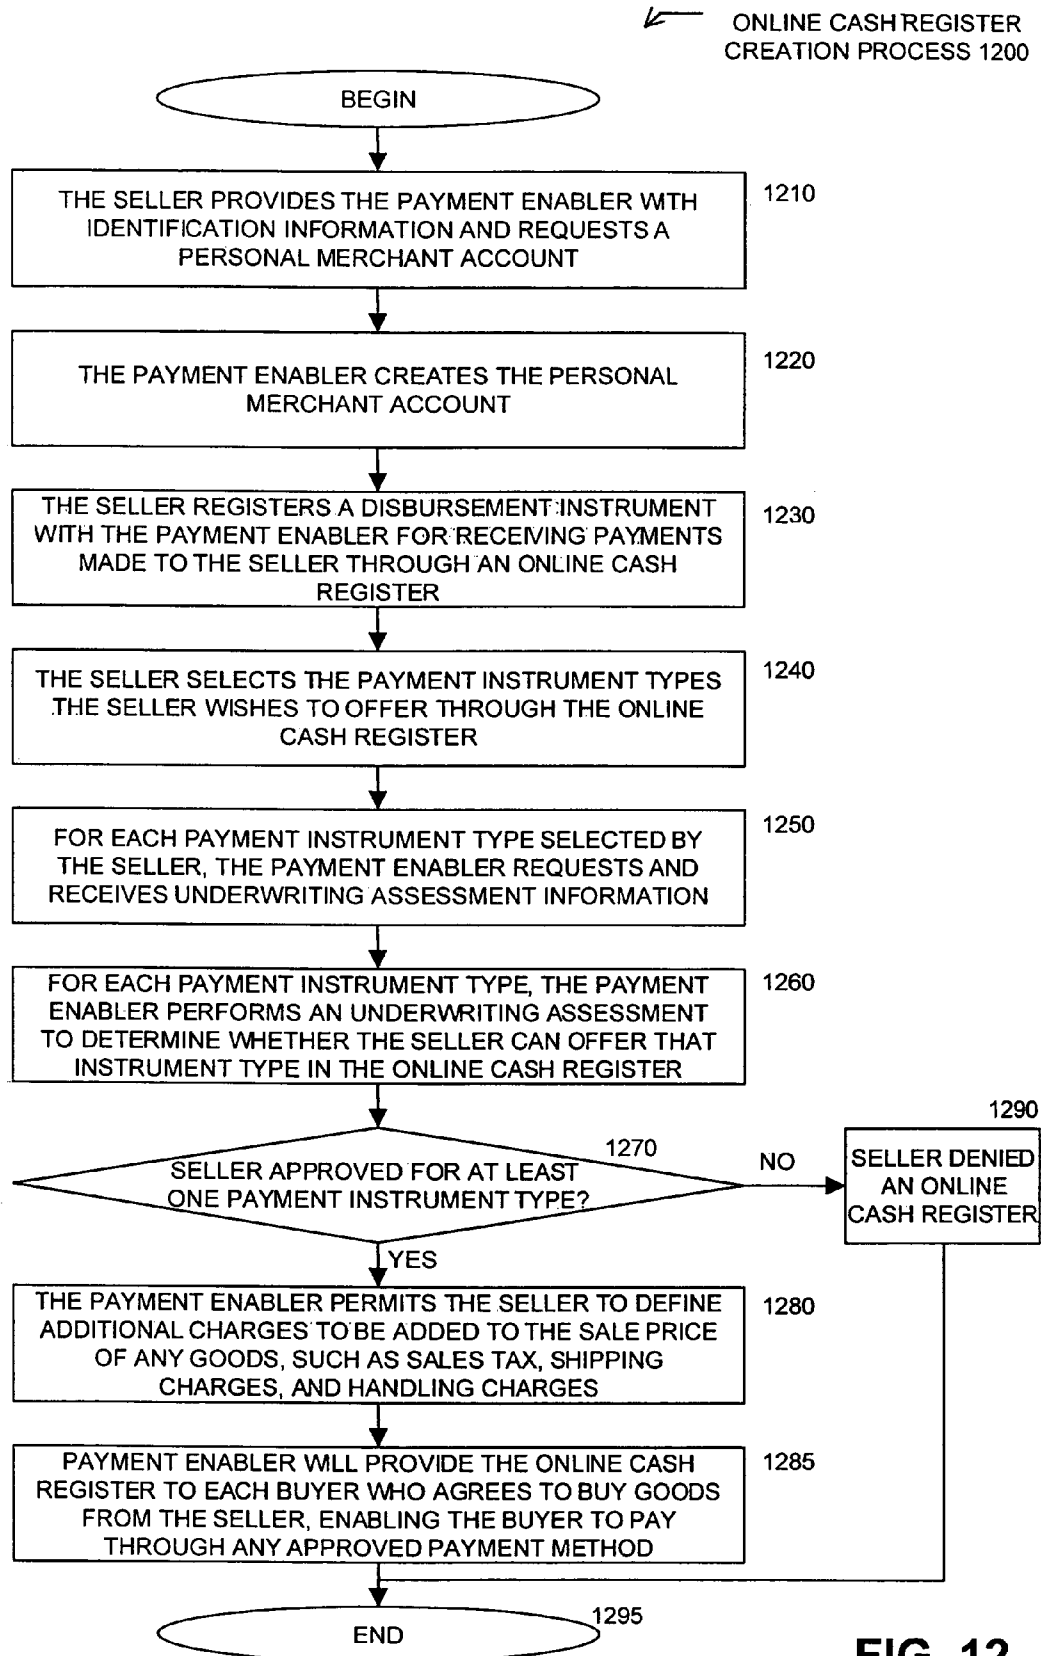 ONLINE CASH REGISTER
CREATION PROCESS 1200
BEGIN
1210
THE SELLER PROVIDES THE PAYMENT ENABLER WITH
IDENTIFICATION INFORMATION AND REQUESTS A
PERSONAL MERCHANT ACCOUNT
1220
THE PAYMENT ENABLER CREATES THE PERSONAL
MERCHANT ACCOUNT
1230
THE SELLER REGISTERS A DISBURSEMENT INSTRUMENT
WITH THE PAYMENT ENABLER FOR RECEIVING PAYMENTS
MADE TO THE SELLER THROUGH AN ONLINE CASH
REGISTER
1240
THE SELLER SELECTS THE PAYMENT INSTRUMENT TYPES
THE SELLER WISHES TO OFFER THROUGH THE ONLINE
CASH REGISTER
1250
FOR EACH PAYMENT INSTRUMENT TYPE SELECTED BY
THE SELLER, THE PAYMENT ENABLER REQUESTS AND
RECEIVES UNDERWRITING ASSESSMENT INFORMATION
1260
FOR EACH PAYMENT INSTRUMENT TYPE, THE PAYMENT
ENABLER PERFORMS AN UNDERWRITING ASSESSMENT
TO DETERMINE WHETHER THE SELLER CAN OFFER THAT
INSTRUMENT TYPE IN THE ONLINE CASH REGISTER
1270
SELLER APPROVED FOR AT LEAST
ONE PAYMENT INSTRUMENT TYPE?
NO
1290
SELLER DENIED
AN ONLINE
CASH REGISTER
YES
1280
THE PAYMENT ENABLER PERMITS THE SELLER TO DEFINE
ADDITIONAL CHARGES TO BE ADDED TO THE SALE PRICE
OF ANY GOODS, SUCH AS SALES TAX, SHIPPING
CHARGES, AND HANDLING CHARGES
1285
PAYMENT ENABLER WILL PROVIDE THE ONLINE CASH
REGISTER TO EACH BUYER WHO AGREES TO BUY GOODS
FROM THE SELLER, ENABLING THE BUYER TO PAY
THROUGH ANY APPROVED PAYMENT METHOD
1295
END
FIG. 12